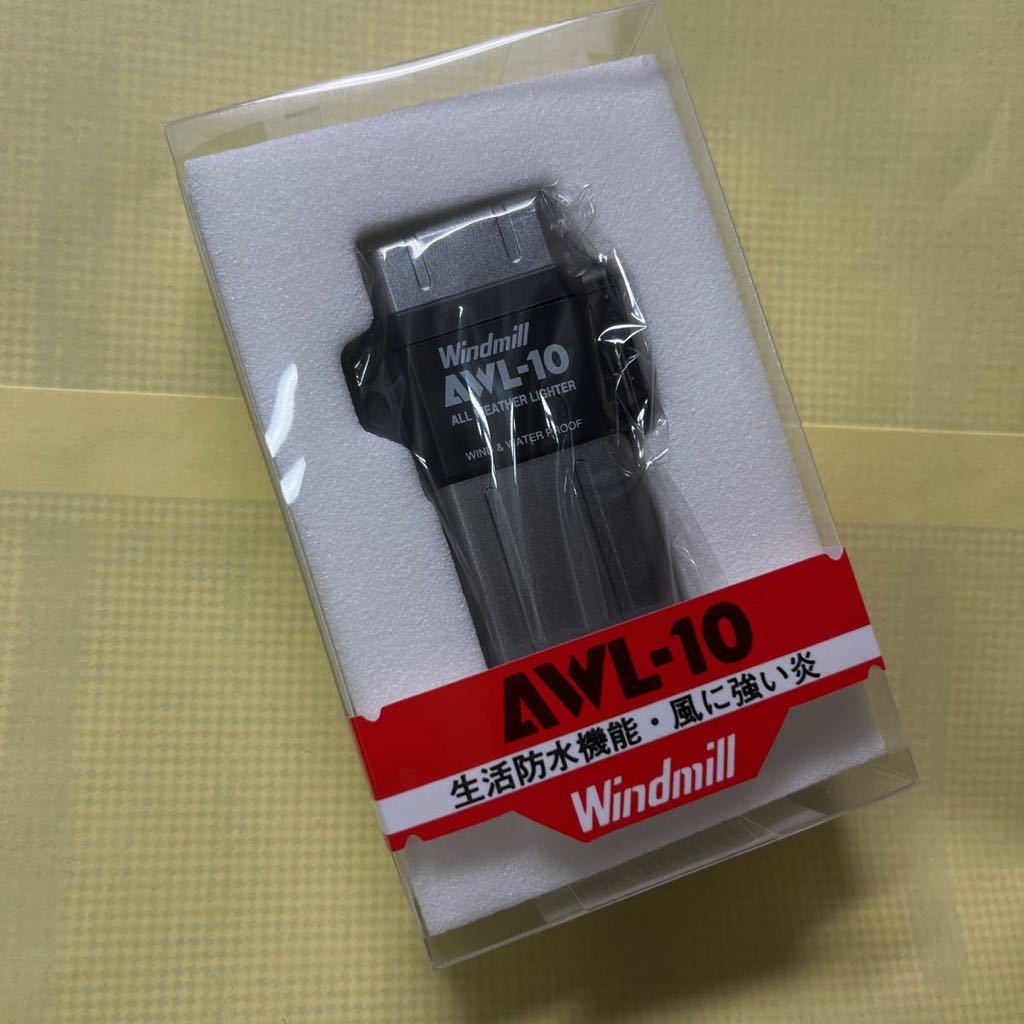 Windmill
AWL-10
ALL WEATHER LIGHTER
WIND & WATER PROOF
AWL-10
生活防水機能・風に強い炎
Windmill